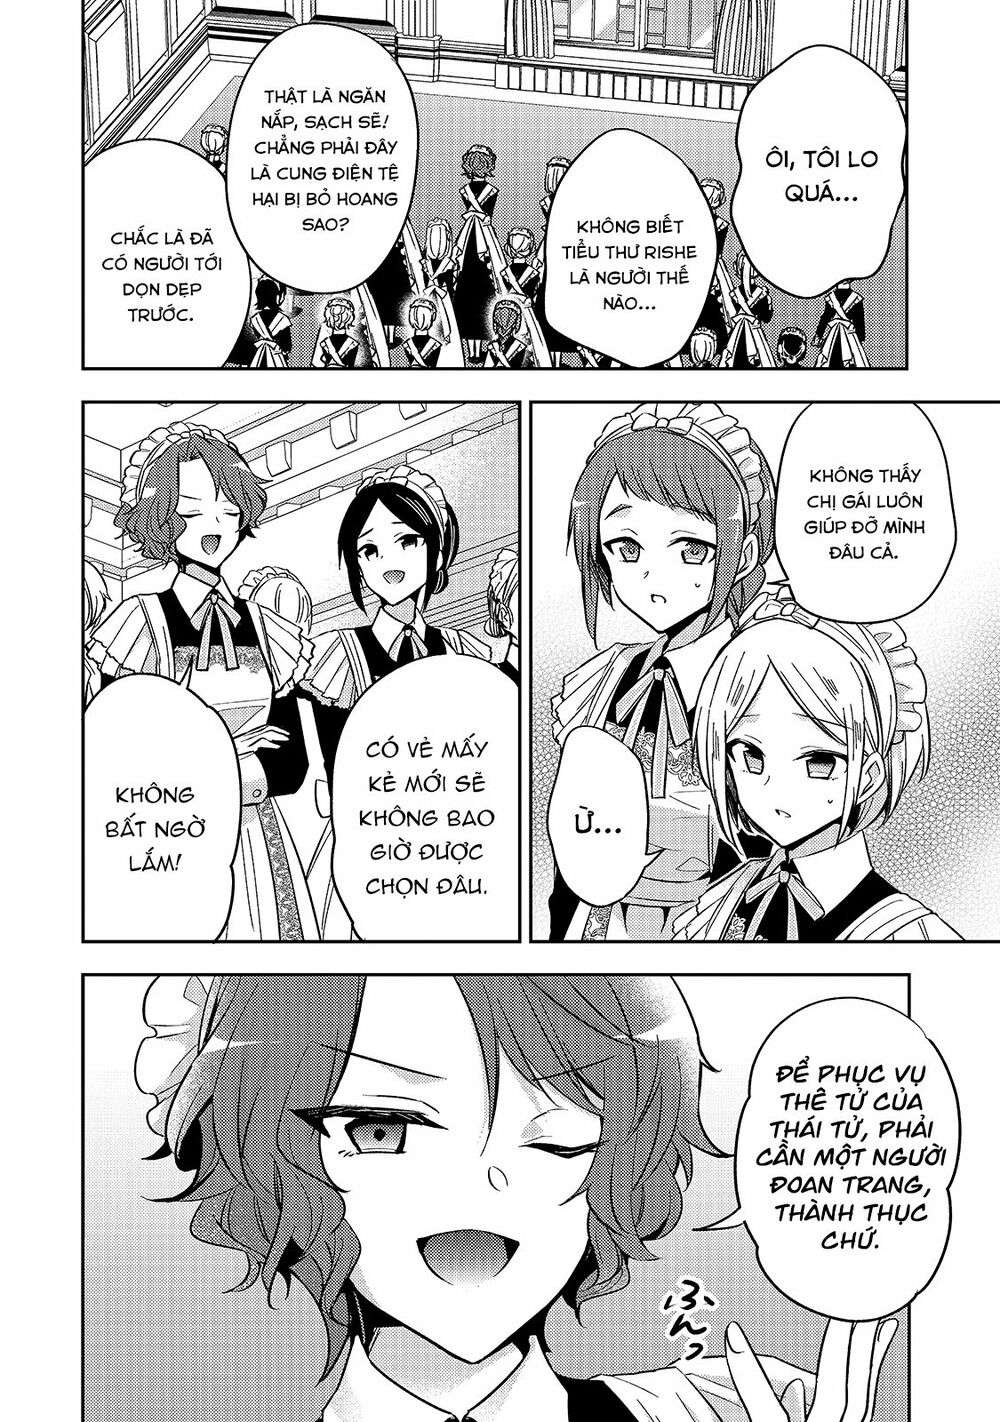 ÔI, TÔI LO
QUÁ...
KHÔNG BIẾT
TIỂU THƯ RISHE
LÀ NGƯỜI THẾ
NÀO...
THẬT LÀ NGĂN
NẮP, SẠCH SẼ!
CHẲNG PHẢI ĐÂY
LÀ CUNG ĐIỆN TỆ
HẠI BỊ BỎ HOANG
SAO?
CHẮC LÀ ĐÃ
CÓ NGƯỜI TỚI
DỌN DẸP
TRƯỚC.
KHÔNG THẤY
CHỊ GÁI LUÔN
GIÚP ĐỠ MÌNH
ĐÂU CẢ.
Ừ...
CÓ VẺ MẤY
KẺ MỚI SẼ
KHÔNG BAO
GIỜ ĐƯỢC
CHỌN ĐÂU.
KHÔNG
BẤT NGỜ
LẮM!
ĐỂ PHỤC VỤ
THÊ TỬ CỦA
THÁI TỬ, PHẢI
CẦN MỘT NGƯỜI
ĐOAN TRANG,
THÀNH THỤC
CHỨ.
ふんっ